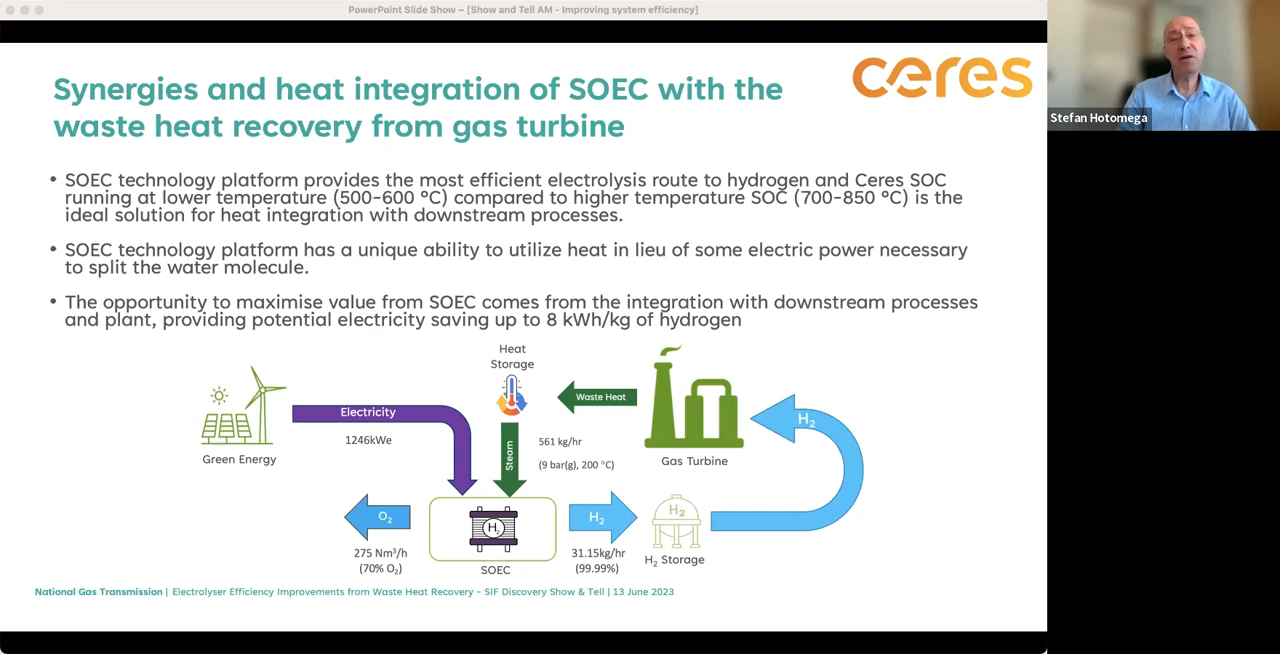 PowerPoint Slide Show – [Show and Tell AM - Improving system efficiency]
Synergies and heat integration of SOEC with the
waste heat recovery from gas turbine
ceres
Stefan Hotomega
• SOEC technology platform provides the most efficient electrolysis route to hydrogen and Ceres SOC
running at lower temperature (500-600 °C) compared to higher temperature SOC (700-850 °C) is the
ideal solution for heat integration with downstream processes.
• SOEC technology platform has a unique ability to utilize heat in lieu of some electric power necessary
to split the water molecule.
• The opportunity to maximise value from SOEC comes from the integration with downstream processes
and plant, providing potential electricity saving up to 8 kWh/kg of hydrogen
Heat
Storage
Electricity
1246kWe
Green Energy
Waste Heat
Steam
561 kg/hr
(9 bar(g), 200 °C)
Gas Turbine
H₂
O₂
275 Nm³/h
(70% O₂)
H₂
SOEC
H₂
31.15kg/hr
(99.99%)
H₂
H₂ Storage
National Gas Transmission | Electrolyser Efficiency Improvements from Waste Heat Recovery - SIF Discovery Show & Tell | 13 June 2023